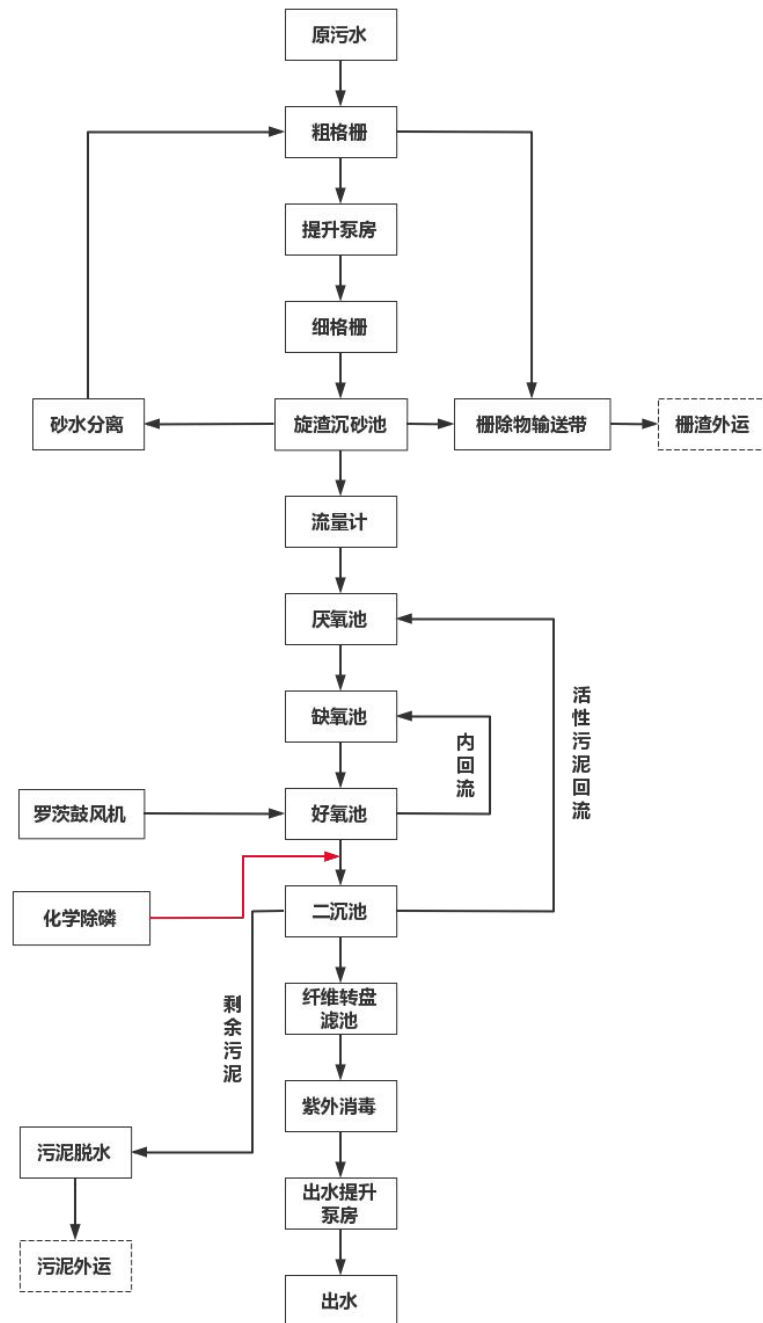 原污水
粗格栅
提升泵房
细格栅
砂水分离
旋渣沉砂池
栅除物输送带
栅渣外运
流量计
厌氧池
缺氧池
内回流
活性污泥回流
罗茨鼓风机
好氧池
化学除磷
二沉池
剩余污泥
纤维转盘
滤池
紫外消毒
污泥脱水
出水提升
泵房
污泥外运
出水